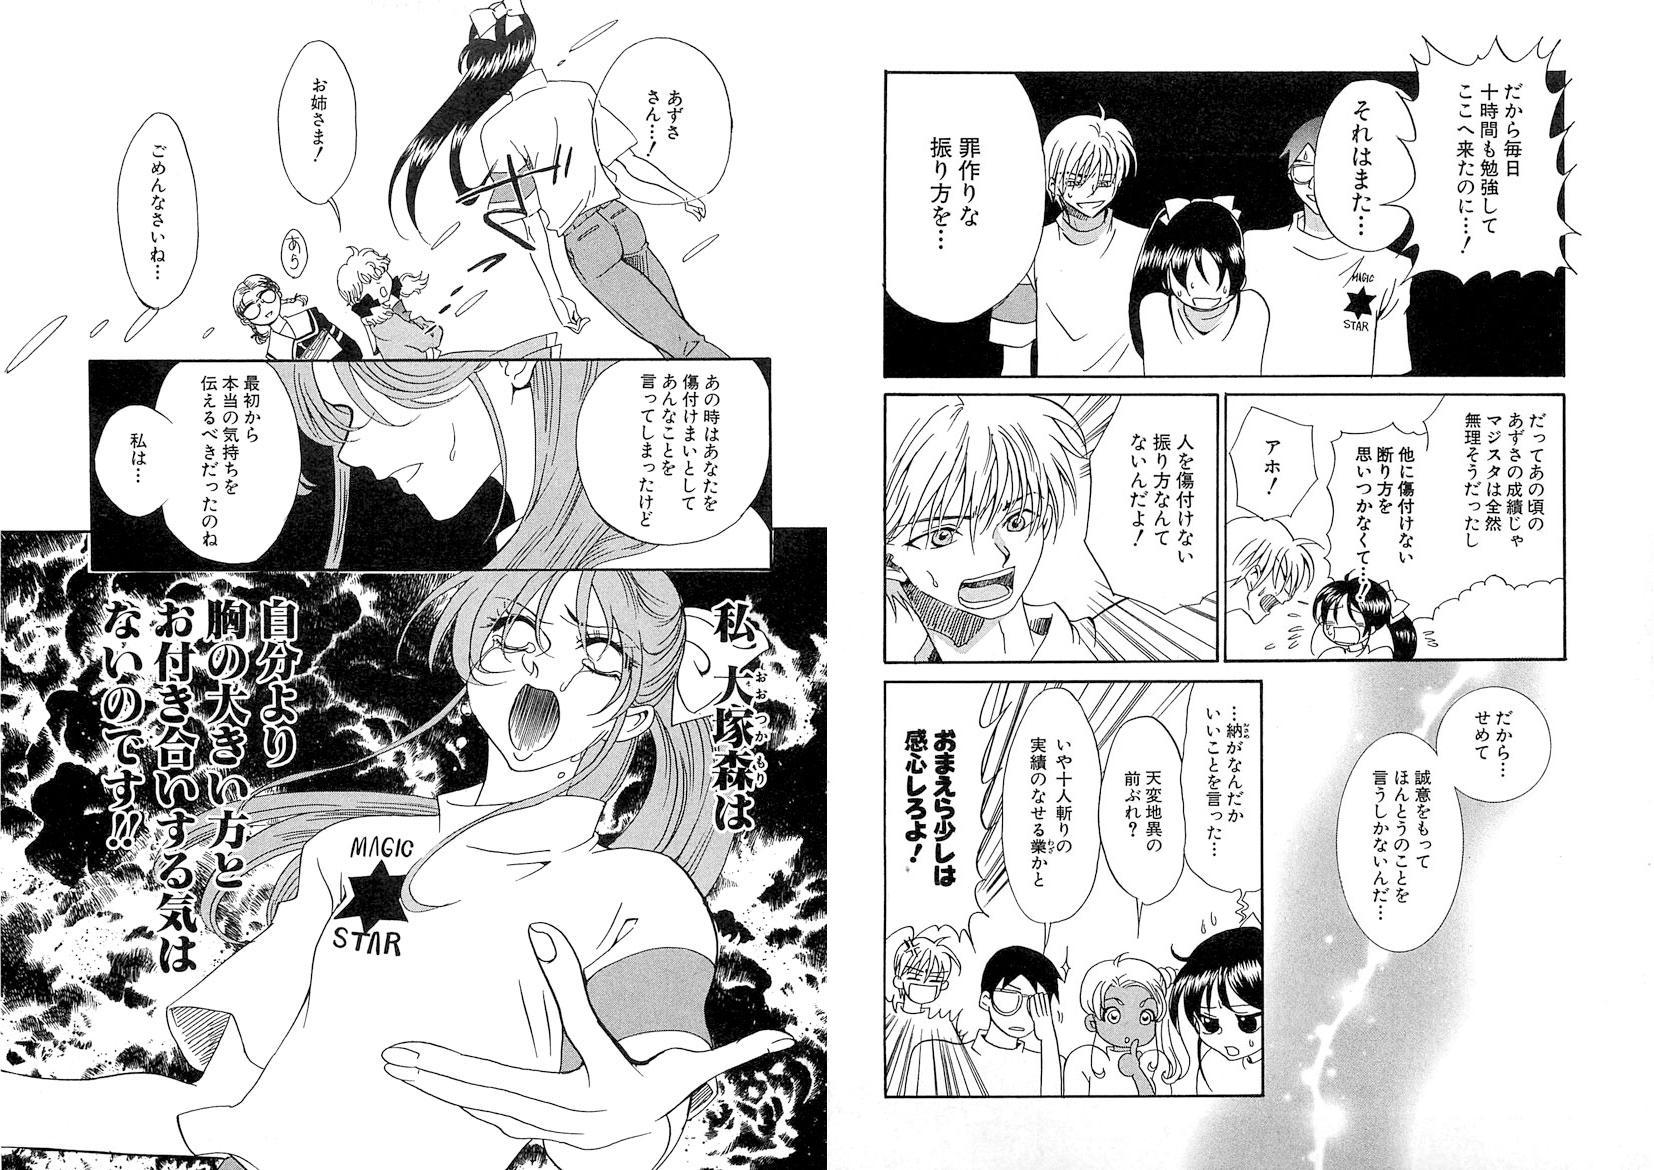 だから毎日
十時間も勉強して
ここへ来たのに…!
それはまた…
MAGIC
STAR
罪作りな
振り方を…
だってあの頃の
あずさの成績じゃ
マジスタは全然
無理そうだったし
他に傷付けない
断り方を
思いつかなくて…!
アホ!
人を傷付けない
振り方なんて
ないんだよ!
だから…
せめて
誠意をもって
ほんとうのことを
言うしかないんだ…
…納がなんだか
いいことを言った…
天変地異の
前ぶれ?
いや十人斬りの
実績のなせる業かと
わざ
おまえら少しは
感心しろよ!
あずさ
さん…!
お姉さま!
あら
ごめんなさいね…
あの時はあなたを
傷付けまいとして
あんなことを
言ってしまったけど
最初から
本当の気持ちを
伝えるべきだったのね
私は…
私 大塚森は
おおつかもり
自分より
胸の大きい方と
お付き合いする気は
ないのです!!
MAGIC
STAR